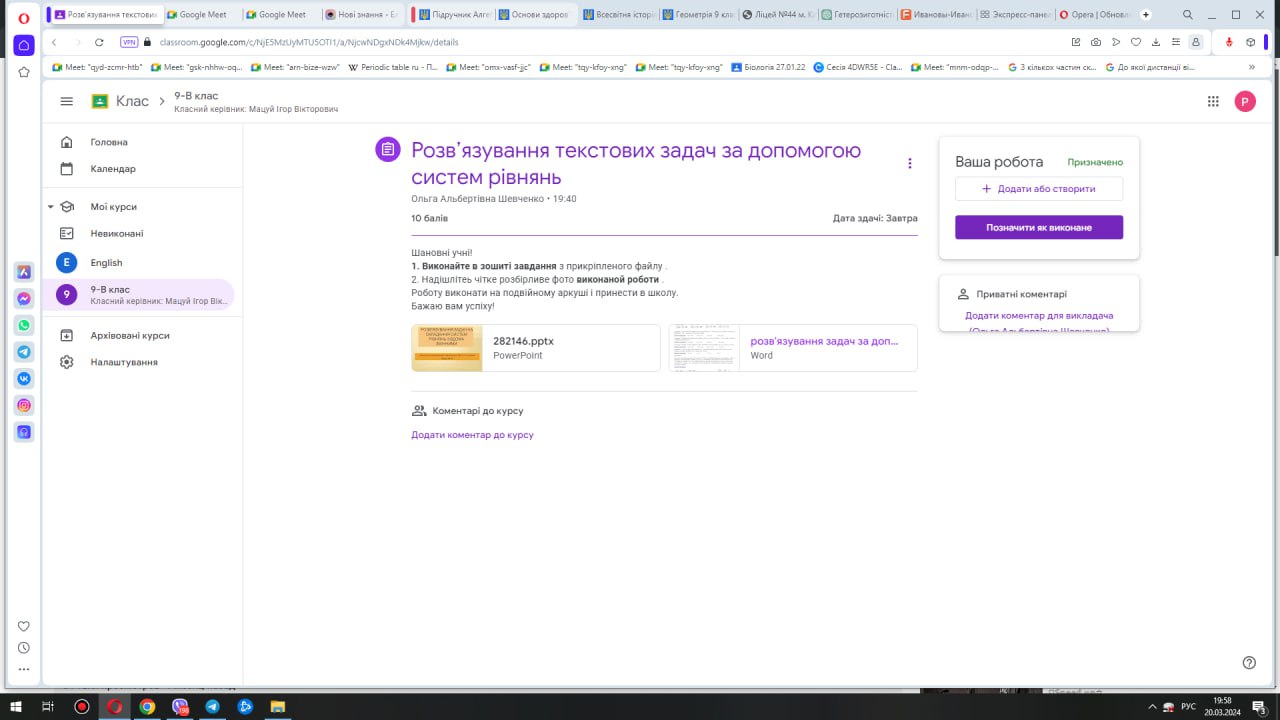 Розв'язування текстових
Google Meet
Google Meet
Нові знання - Ел
Підручник Алге
Основи здоров'
Всесвітня істор
Геометрія 9 клас
Ліцей №44 м. К
Гетерозиготніст
Ивановы-Ивано
Экспресс-панел
Opera | Обновл
VPN
classroom.google.com/c/NjE5MzUyMTU5OTI1/a/NjcwNDgxNDk4Mjkw/details
Meet: "qyd-zcmr-htb"
Meet: "gsk-nhhw-oq...
Meet: "arn-bize-wzw"
Periodic table ru - П...
Meet: "omx-vasf-jjc"
Meet: "tqy-kfoy-xng"
Meet: "tqy-kfoy-xng"
Біологія 27.01.22
Сесія 4DWR5E - Cla...
Meet: "mnm-odqp-...
З кількох частин ск...
До якої дистанції ві...
»
Клас
9-В клас
Класний керівник: Мацуй Ігор Вікторович
P
Головна
Календар
Мої курси
Невиконані
E English
9 9-В клас
Класний керівник: Мацуй Ігор Вік...
Архівовані курси
Налаштування
Розв'язування текстових задач за допомогою
систем рівнянь
Ольга Альбертівна Шевченко • 19:40
10 балів
Дата здачі: Завтра
Шановні учні!
1. Виконайте в зошиті завдання з прикріпленого файлу .
2. Надішліть чітке розбірливе фото виконаної роботи .
Роботу виконати на подвійному аркуші і принести в школу.
Бажаю вам успіху!
282146.pptx
PowerPoint
розв'язування задач за доп...
Word
Коментарі до курсу
Додати коментар до курсу
Ваша робота
Призначено
+ Додати або створити
Позначити як виконане
Приватні коментарі
Додати коментар для викладача
(Ольга Альбертівна Шевченко)
РУС
19:58
20.03.2024
3